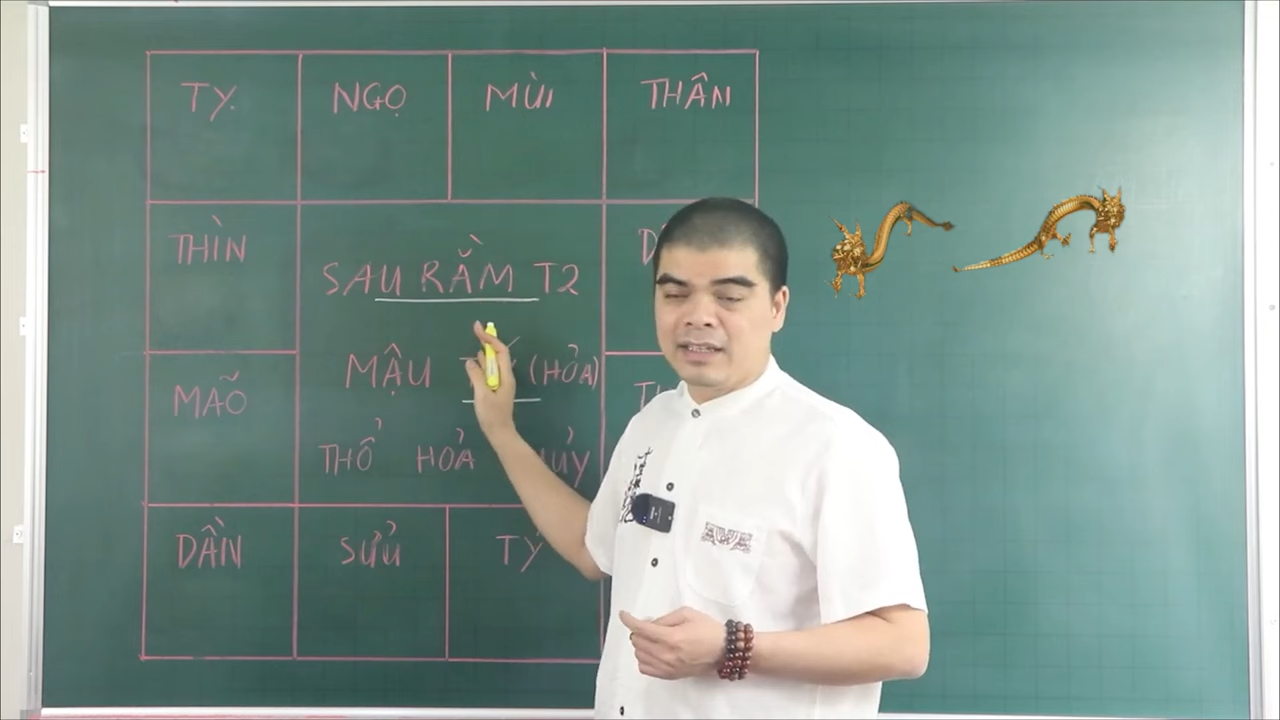 TỴ NGỌ MÙI THÂN
THÌN
SAU RẰM T2
MẬU (HỎA)
MÃO
THỔ HỎA
DẦN SỬU TÝ